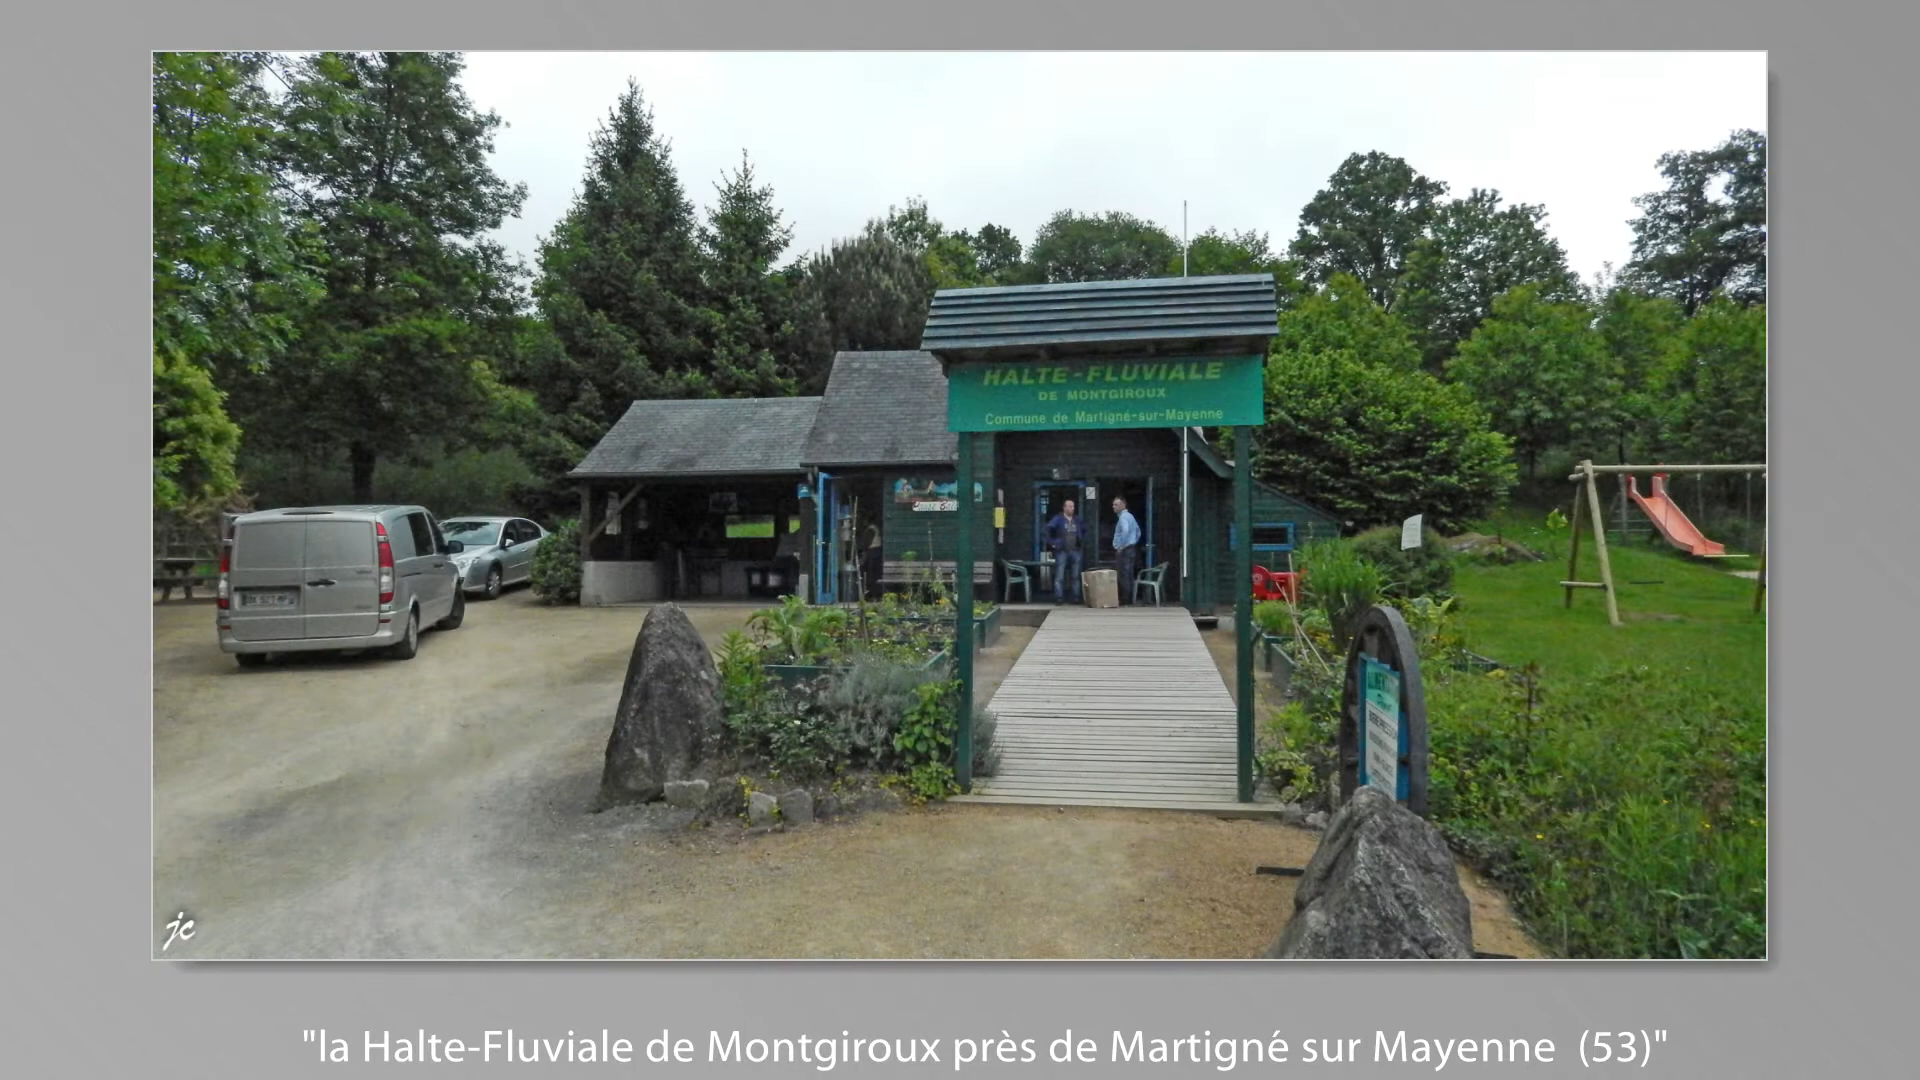 HALTE-FLUVIALE
DE MONTGIROUX
Commune de Martigné-sur-Mayenne
jc
"la Halte-Fluviale de Montgiroux près de Martigné sur Mayenne (53)"